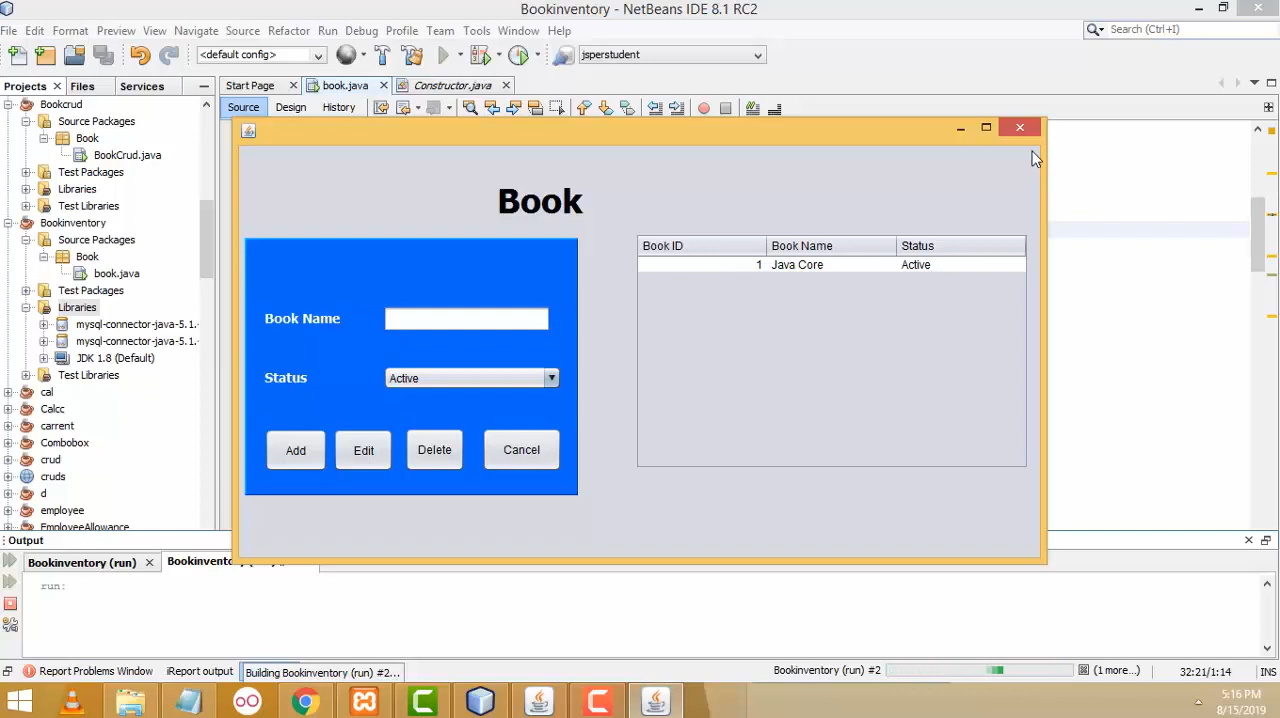 Bookinventory - NetBeans IDE 8.1 RC2
File Edit Format Preview View Navigate Source Refactor Run Debug Profile Team Tools Window Help
Search (Ctrl+I)
<default config>
jsperstudent
Projects Files Services
Start Page book.java Constructor.java
Source Design History
Bookcrud
Source Packages
Book
BookCrud.java
Test Packages
Libraries
Test Libraries
Bookinventory
Source Packages
Book
book.java
Test Packages
Libraries
mysql-connector-java-5.1.-
mysql-connector-java-5.1.-
JDK 1.8 (Default)
Test Libraries
cal
Calcc
carrent
Combobox
crud
cruds
d
employee
EmployeeAllowance
Book
Book Name
Status
Active
Add Edit Delete Cancel
Book ID Book Name Status
1 Java Core Active
Output
Bookinventory (run)
run:
Report Problems Window iReport output Building Bookinventory (run) #2...
Bookinventory (run) #2 (1 more...) 32:21/1:14 INS
5:16 PM
8/15/2019